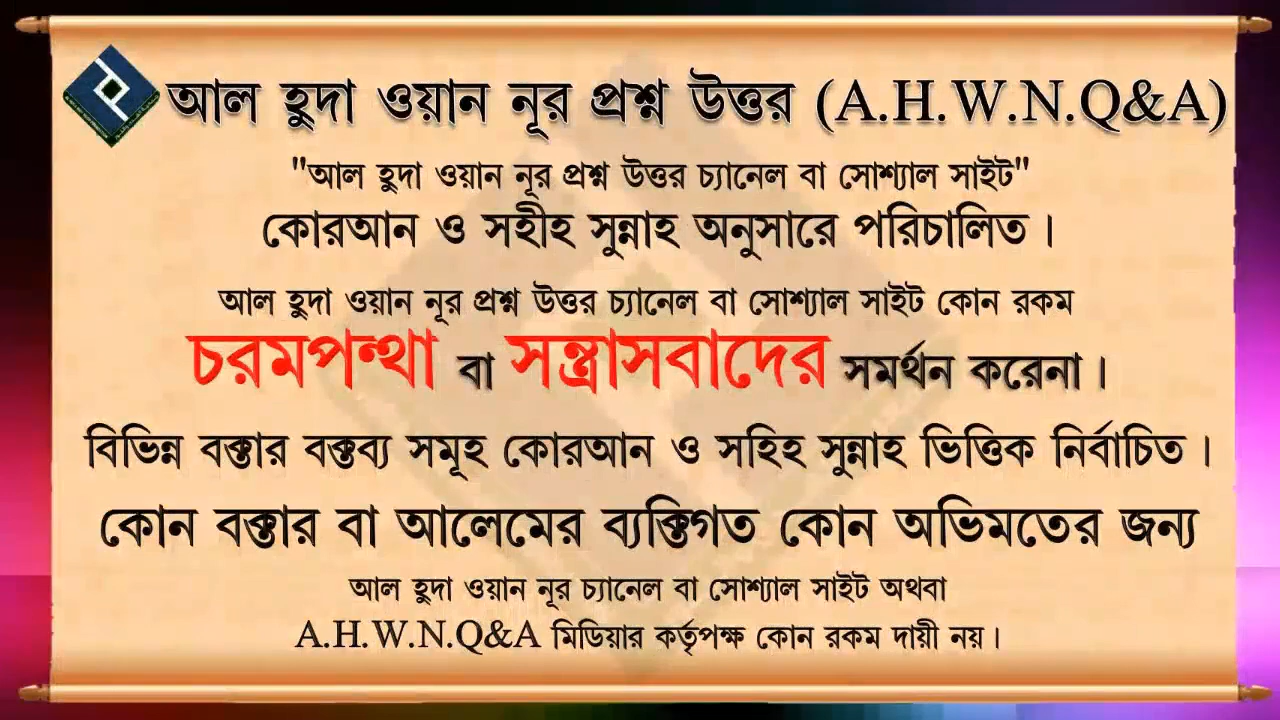 আল হুদা ওয়ান নূর প্রশ্ন উত্তর (A.H.W.N.Q&A)
"আল হুদা ওয়ান নূর প্রশ্ন উত্তর চ্যানেল বা সোশ্যাল সাইট"
কোরআন ও সহীহ সুন্নাহ অনুসারে পরিচালিত।
আল হুদা ওয়ান নূর প্রশ্ন উত্তর চ্যানেল বা সোশ্যাল সাইট কোন রকম
চরমপন্থা বা সন্ত্রাসবাদের সমর্থন করেনা।
বিভিন্ন বক্তার বক্তব্য সমূহ কোরআন ও সহিহ সুন্নাহ ভিত্তিক নির্বাচিত।
কোন বক্তার বা আলেমের ব্যক্তিগত কোন অভিমতের জন্য
আল হুদা ওয়ান নূর চ্যানেল বা সোশ্যাল সাইট অথবা
A.H.W.N.Q&A মিডিয়ার কর্তৃপক্ষ কোন রকম দায়ী নয়।